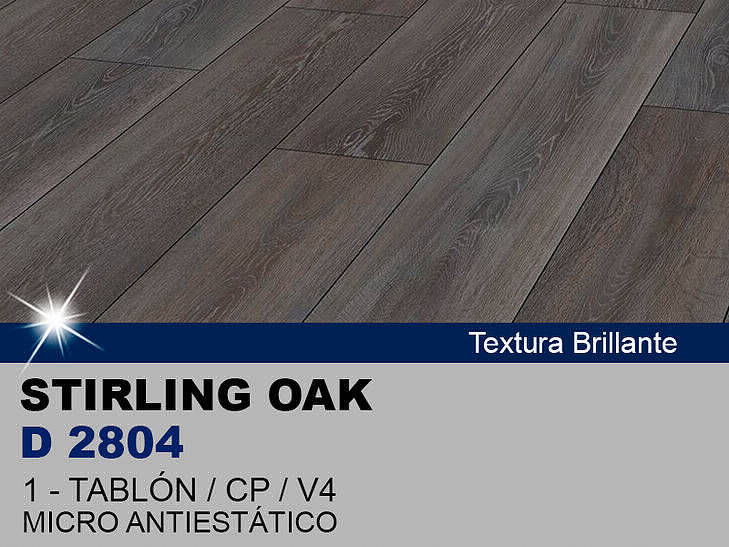 Textura Brillante
STIRLING OAK
D 2804
1 - TABLÓN / CP / V4
MICRO ANTIESTÁTICO